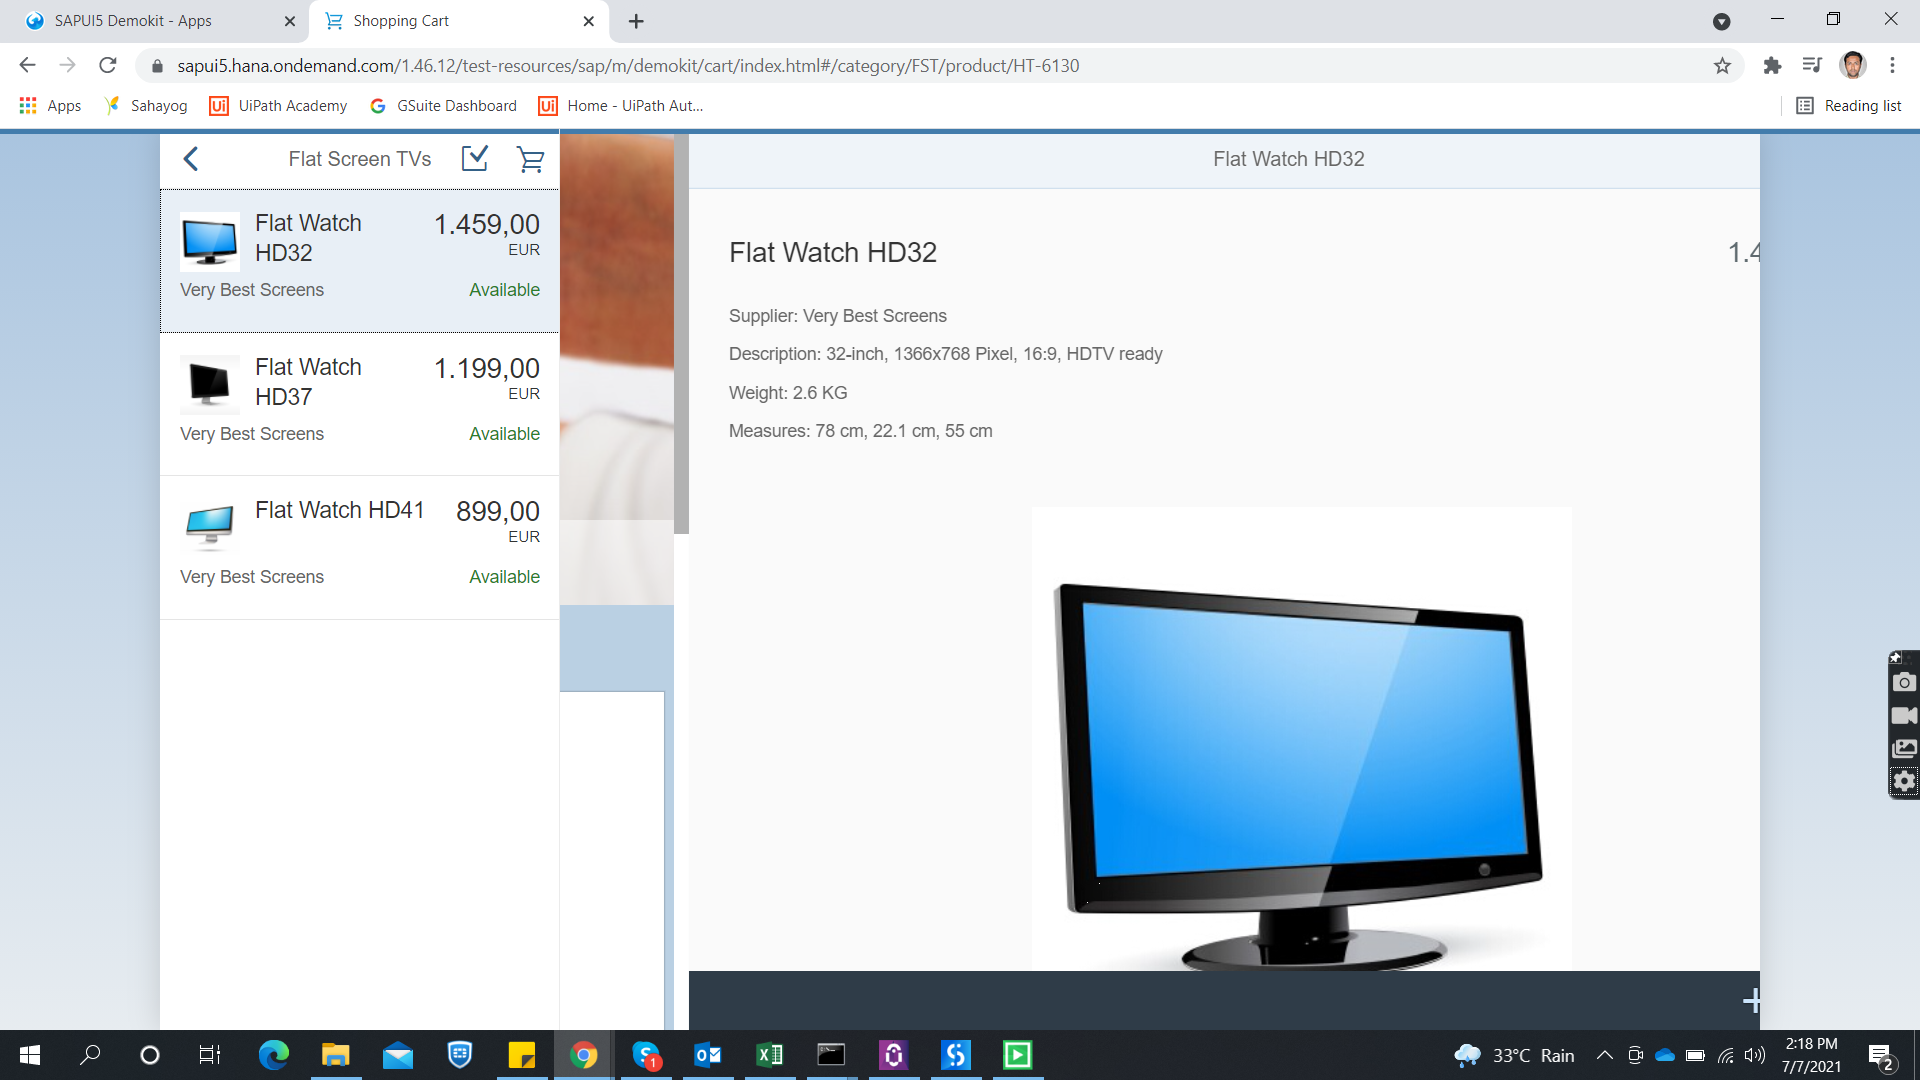 SAPUI5 Demokit - Apps
Shopping Cart
sapui5.hana.ondemand.com/1.46.12/test-resources/sap/m/demokit/cart/index.html#/category/FST/product/HT-6130
Apps
Sahayog
Ui UiPath Academy
G GSuite Dashboard
Ui Home - UiPath Aut...
Reading list
Flat Screen TVs
Flat Watch
HD32
1.459,00
EUR
Very Best Screens
Available
Flat Watch
HD37
1.199,00
EUR
Very Best Screens
Available
Flat Watch HD41
899,00
EUR
Very Best Screens
Available
Flat Watch HD32
Flat Watch HD32
1.4
Supplier: Very Best Screens
Description: 32-inch, 1366x768 Pixel, 16:9, HDTV ready
Weight: 2.6 KG
Measures: 78 cm, 22.1 cm, 55 cm
1
33°C Rain
2:18 PM
7/7/2021
2